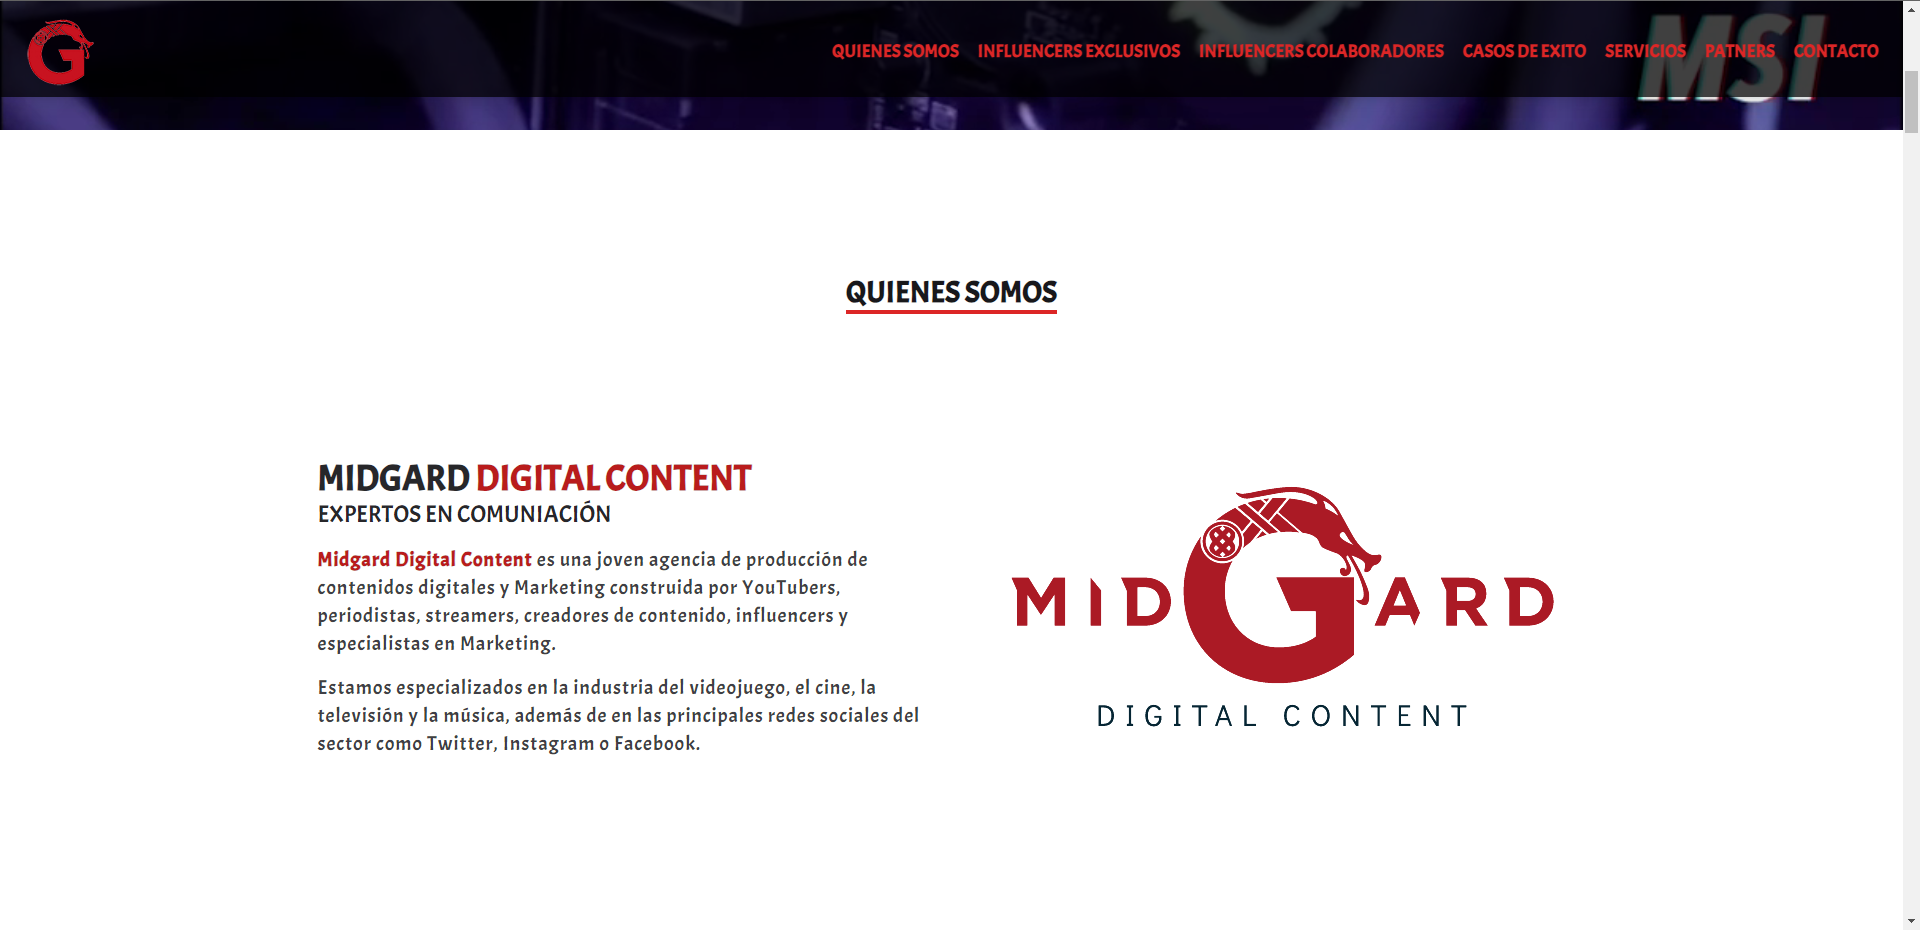 QUIENES SOMOS INFLUENCERS EXCLUSIVOS INFLUENCERS COLABORADORES CASOS DE EXITO SERVICIOS PATNERS CONTACTO
MSI
QUIENES SOMOS
MIDGARD DIGITAL CONTENT
EXPERTOS EN COMUNIACIÓN
Midgard Digital Content es una joven agencia de producción de
contenidos digitales y Marketing construida por YouTubers,
periodistas, streamers, creadores de contenido, influencers y
especialistas en Marketing.
Estamos especializados en la industria del videojuego, el cine, la
televisión y la música, además de en las principales redes sociales del
sector como Twitter, Instagram o Facebook.
MIDGARD
DIGITAL CONTENT